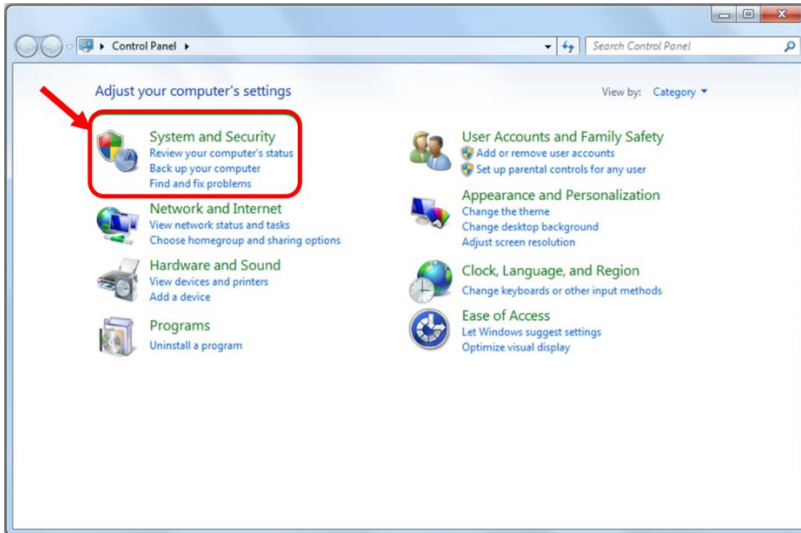 Control Panel
Search Control Panel
Adjust your computer's settings
View by: Category
System and Security
Review your computer's status
Back up your computer
Find and fix problems
Network and Internet
View network status and tasks
Choose homegroup and sharing options
Hardware and Sound
View devices and printers
Add a device
Programs
Uninstall a program
User Accounts and Family Safety
Add or remove user accounts
Set up parental controls for any user
Appearance and Personalization
Change the theme
Change desktop background
Adjust screen resolution
Clock, Language, and Region
Change keyboards or other input methods
Ease of Access
Let Windows suggest settings
Optimize visual display